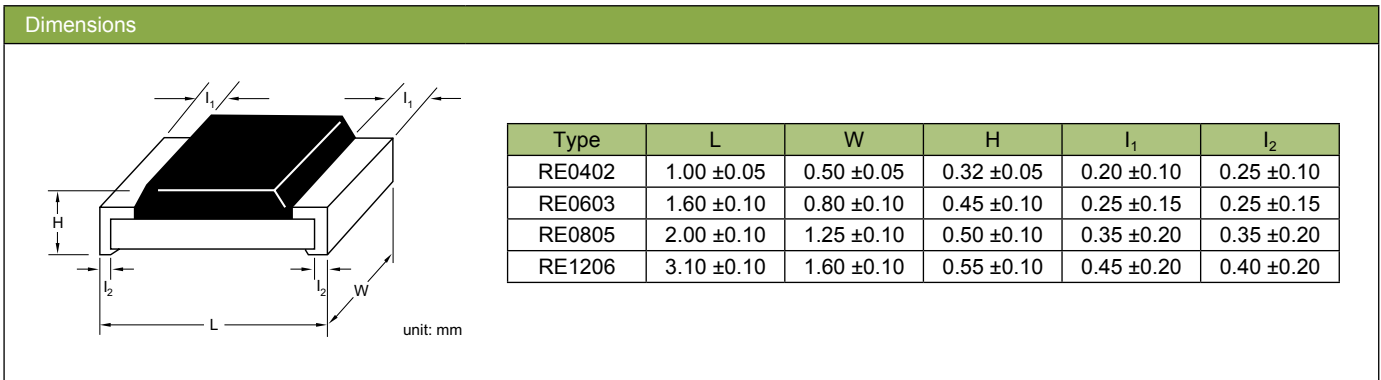 Dimensions
l1 l1
H
l2 l2
W
L
unit: mm
Type L W H l1 l2
RE0402 1.00 ±0.05 0.50 ±0.05 0.32 ±0.05 0.20 ±0.10 0.25 ±0.10
RE0603 1.60 ±0.10 0.80 ±0.10 0.45 ±0.10 0.25 ±0.15 0.25 ±0.15
RE0805 2.00 ±0.10 1.25 ±0.10 0.50 ±0.10 0.35 ±0.20 0.35 ±0.20
RE1206 3.10 ±0.10 1.60 ±0.10 0.55 ±0.10 0.45 ±0.20 0.40 ±0.20